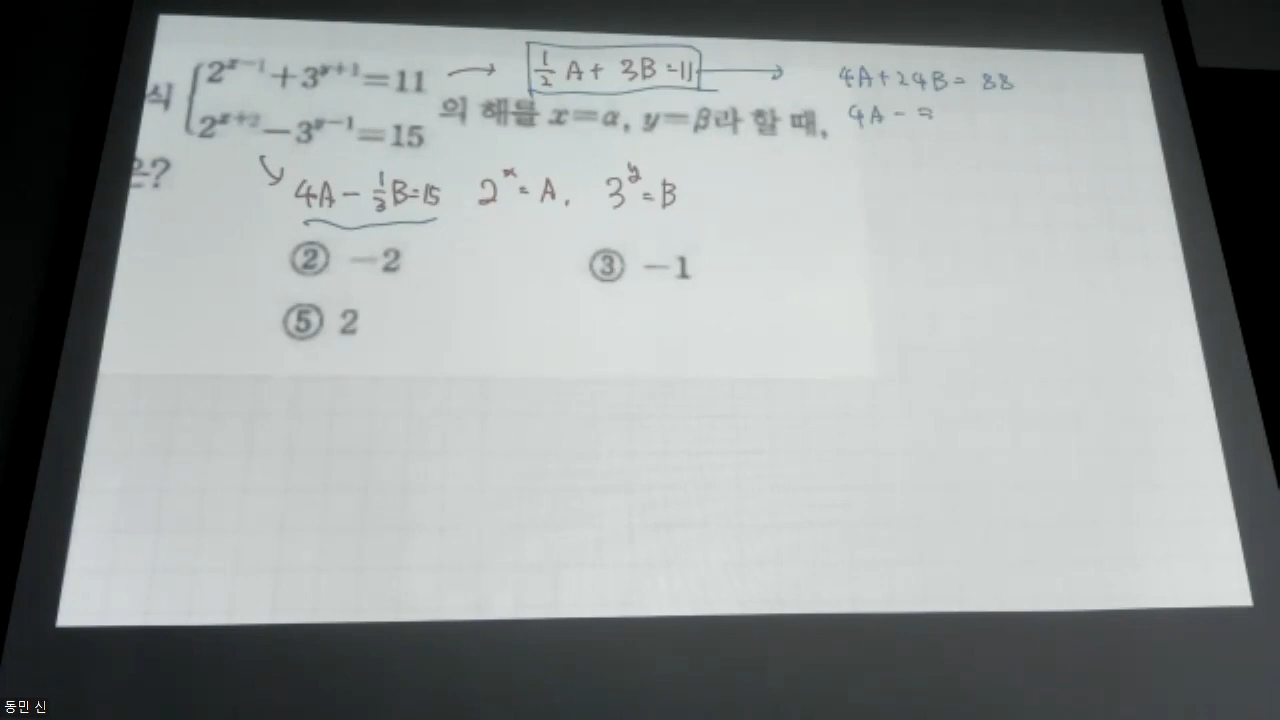 식 { 2^{x-1}+3^{y+1}=11 → 1/2 A + 3B = 11 → 4A + 24B = 88
2^{x+2}-3^{y-1}=15 의 해를 x=α, y=β라 할 때, 4A -
은?
↘ 4A - 1/3 B = 15 2^x = A, 3^y = B
② -2 ③ -1
⑤ 2
동민 신